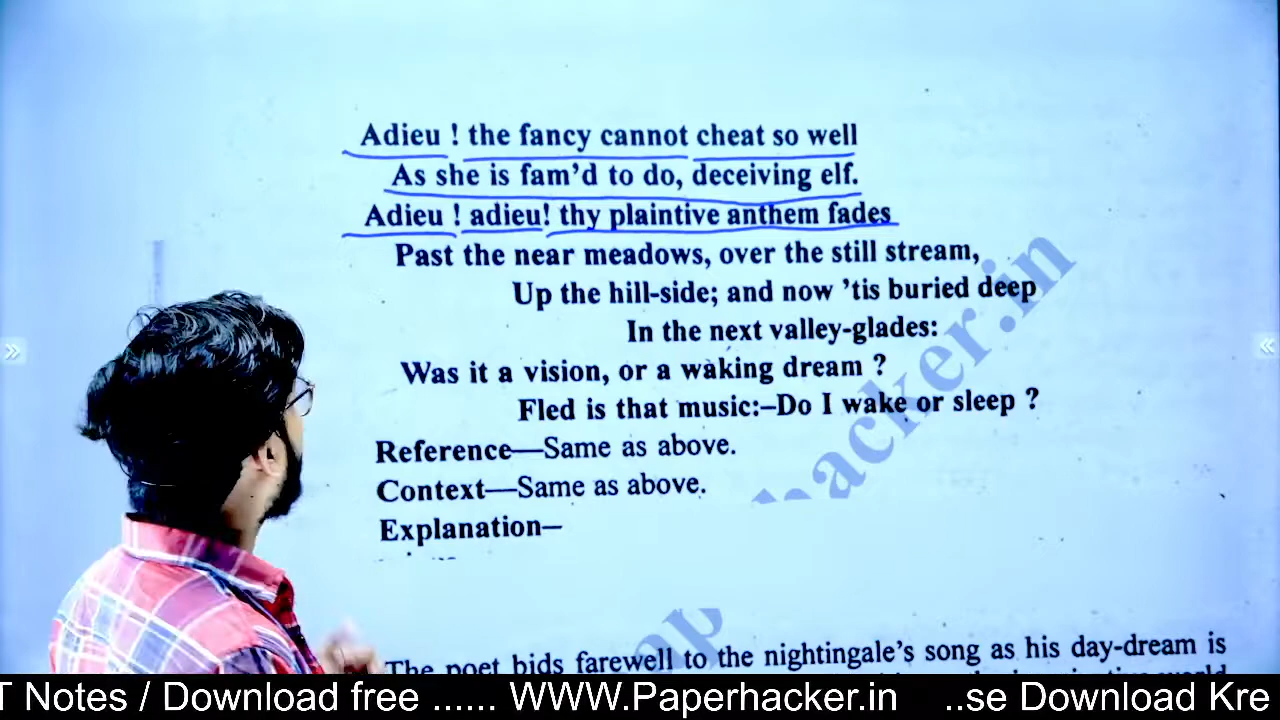 Adieu ! the fancy cannot cheat so well
As she is fam’d to do, deceiving elf.
Adieu ! adieu! thy plaintive anthem fades
Past the near meadows, over the still stream,
Up the hill-side; and now ’tis buried deep
In the next valley-glades:
Was it a vision, or a waking dream ?
Fled is that music:–Do I wake or sleep ?
Reference—Same as above.
Context—Same as above.
Explanation–
The poet bids farewell to the nightingale’s song as his day-dream is
hacker.in
ap
T Notes / Download free ...... WWW.Paperhacker.in ..se Download Kre